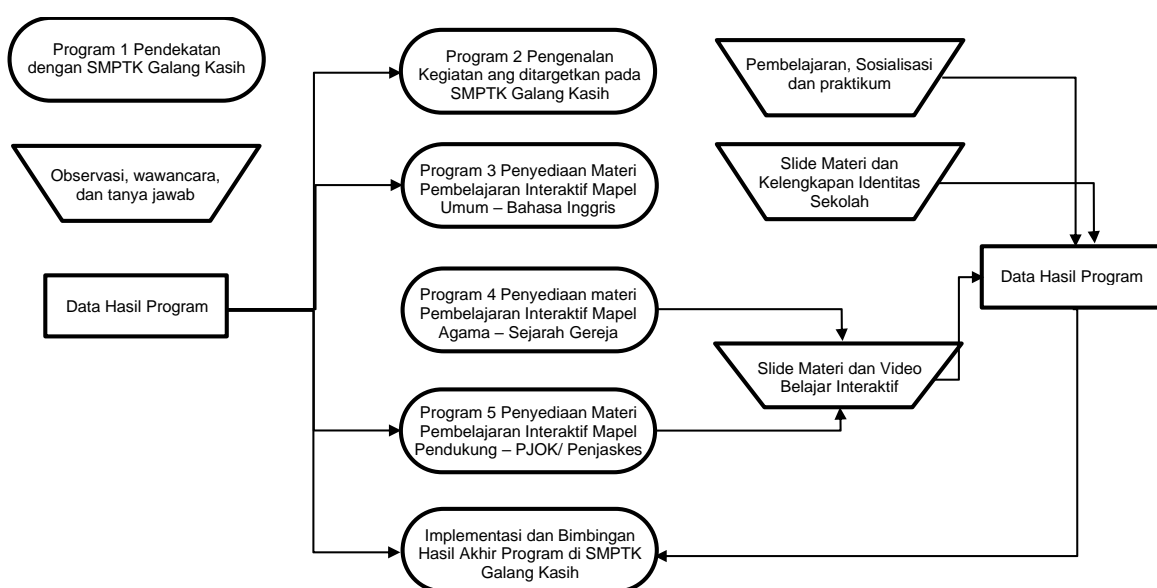 Program 1 Pendekatan
dengan SMPTK Galang Kasih
Observasi, wawancara,
dan tanya jawab
Data Hasil Program
Program 2 Pengenalan
Kegiatan ang ditargetkan pada
SMPTK Galang Kasih
Program 3 Penyediaan Materi
Pembelajaran Interaktif Mapel
Umum – Bahasa Inggris
Program 4 Penyediaan materi
Pembelajaran Interaktif Mapel
Agama – Sejarah Gereja
Program 5 Penyediaan Materi
Pembelajaran Interaktif Mapel
Pendukung – PJOK/ Penjaskes
Implementasi dan Bimbingan
Hasil Akhir Program di SMPTK
Galang Kasih
Pembelajaran, Sosialisasi
dan praktikum
Slide Materi dan
Kelengkapan Identitas
Sekolah
Slide Materi dan Video
Belajar Interaktif
Data Hasil Program